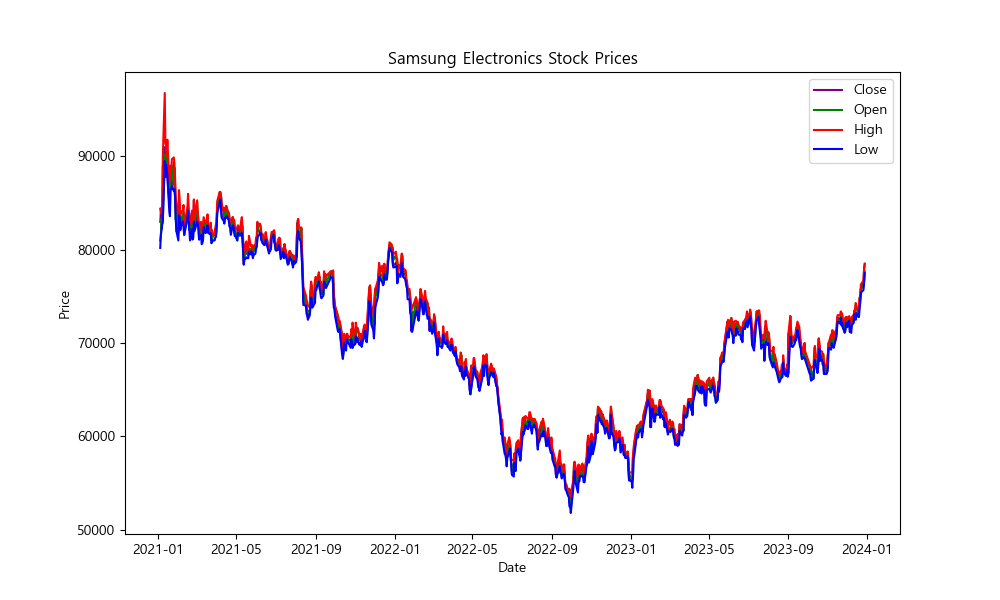 Samsung Electronics Stock Prices
Close
Open
High
Low
90000
80000
70000
60000
50000
Price
2021-01 2021-05 2021-09 2022-01 2022-05 2022-09 2023-01 2023-05 2023-09 2024-01
Date